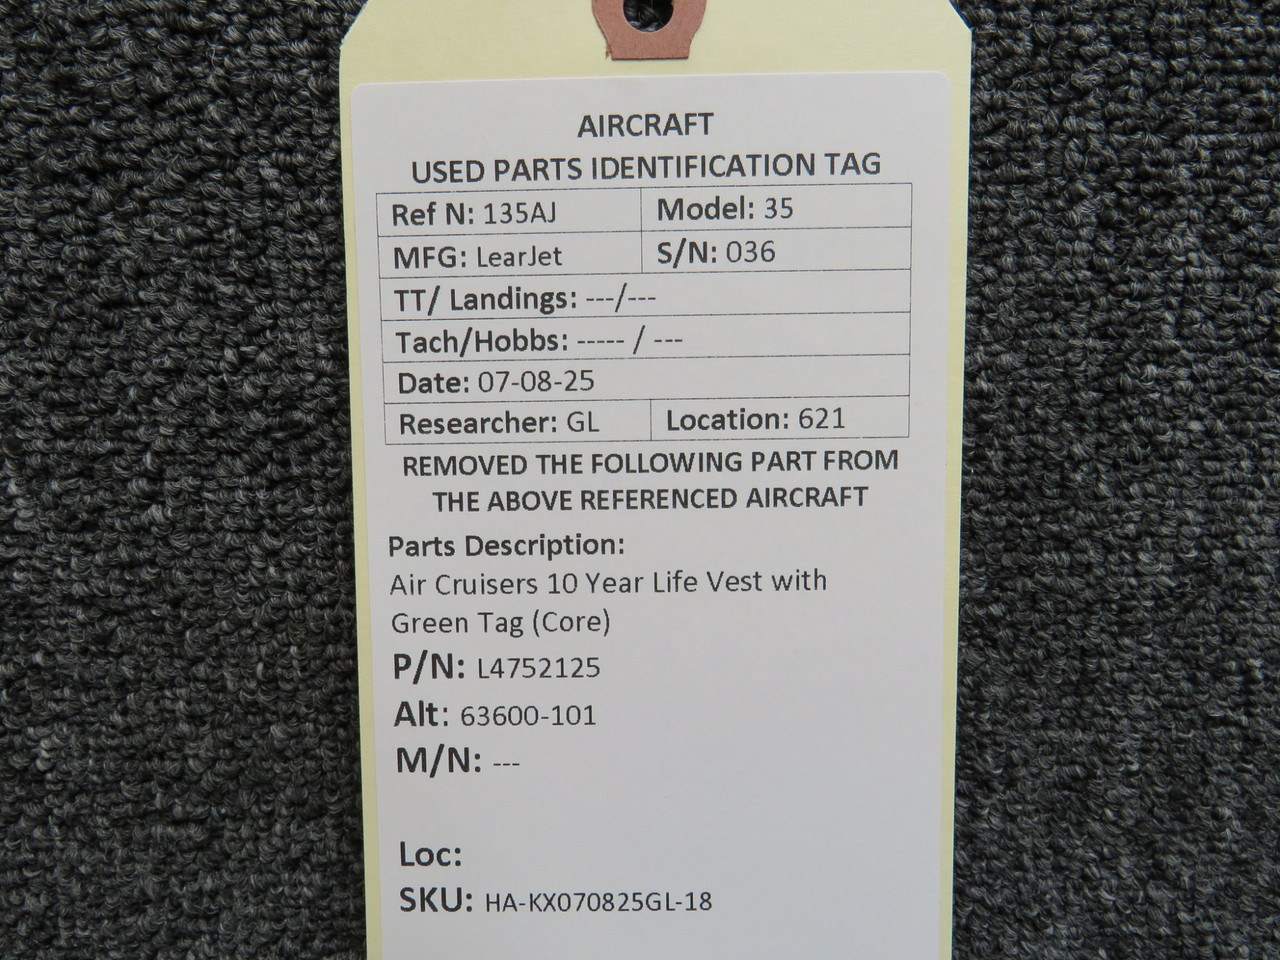 AIRCRAFT
USED PARTS IDENTIFICATION TAG
Ref N: 135AJ Model: 35
MFG: LearJet S/N: 036
TT/ Landings: ---/---
Tach/Hobbs: ----- / ---
Date: 07-08-25
Researcher: GL Location: 621
REMOVED THE FOLLOWING PART FROM
THE ABOVE REFERENCED AIRCRAFT
Parts Description:
Air Cruisers 10 Year Life Vest with
Green Tag (Core)
P/N: L4752125
Alt: 63600-101
M/N: ---
Loc:
SKU: HA-KX070825GL-18